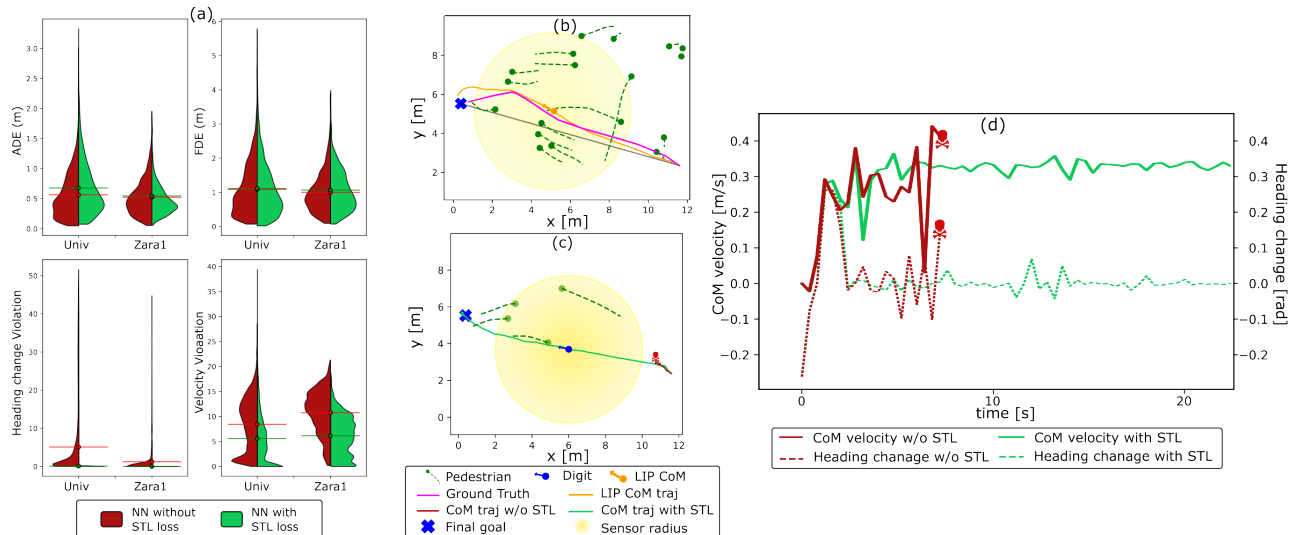 (a)
ADE (m)
3.0
2.5
2.0
1.5
1.0
0.5
0.0
Univ
Zara1
FDE (m)
6
5
4
3
2
1
0
Univ
Zara1
Heading change Violation
50
40
30
20
10
0
Univ
Zara1
Velocity Vioaation
40
35
30
25
20
15
10
5
0
Univ
Zara1
NN without
STL loss
NN with
STL loss
(b)
y [m]
8
6
4
2
0
2
4
6
8
10
12
x [m]
(c)
y [m]
8
6
4
2
0
0
2
4
6
8
10
12
x [m]
Pedestrian
Digit
LIP CoM
Ground Truth
LIP CoM traj
CoM traj w/o STL
CoM traj with STL
Final goal
Sensor radius
(d)
CoM velocity [m/s]
0.4
0.3
0.2
0.1
0.0
−0.1
−0.2
0
10
20
time [s]
Heading change [rad]
0.4
0.3
0.2
0.1
0.0
−0.1
−0.2
CoM velocity w/o STL
CoM velocity with STL
Heading chanage w/o STL
Heading chanage with STL